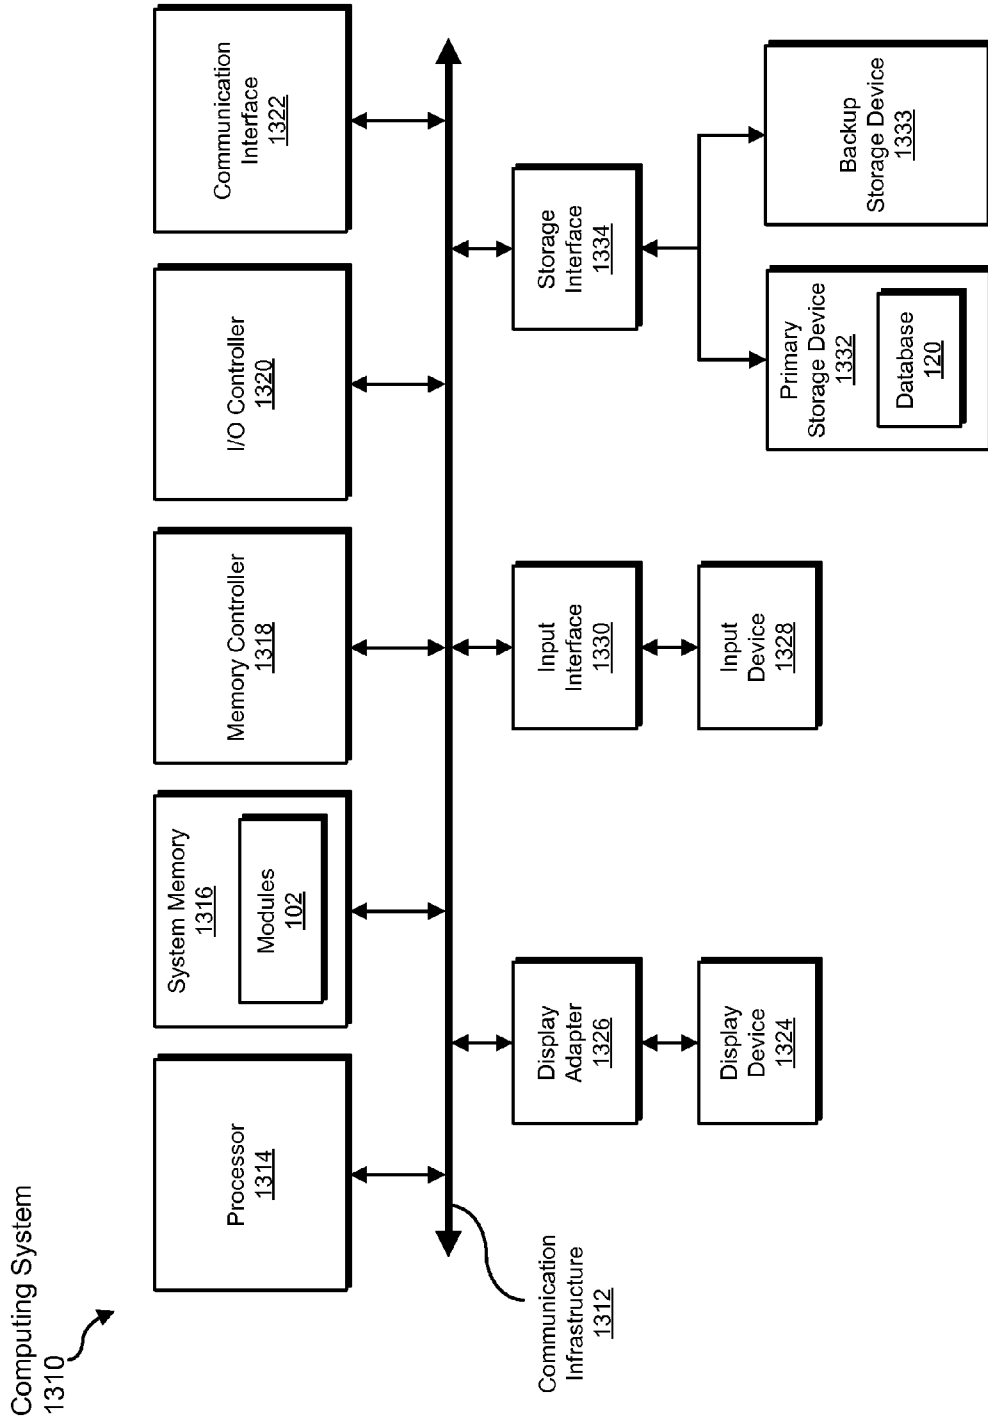 Computing System
1310
Processor
1314
System Memory
1316
Modules
102
Memory Controller
1318
I/O Controller
1320
Communication
Interface
1322
Communication
Infrastructure
1312
Display
Adapter
1326
Input
Interface
1330
Storage
Interface
1334
Display
Device
1324
Input
Device
1328
Primary
Storage Device
1332
Database
120
Backup
Storage Device
1333